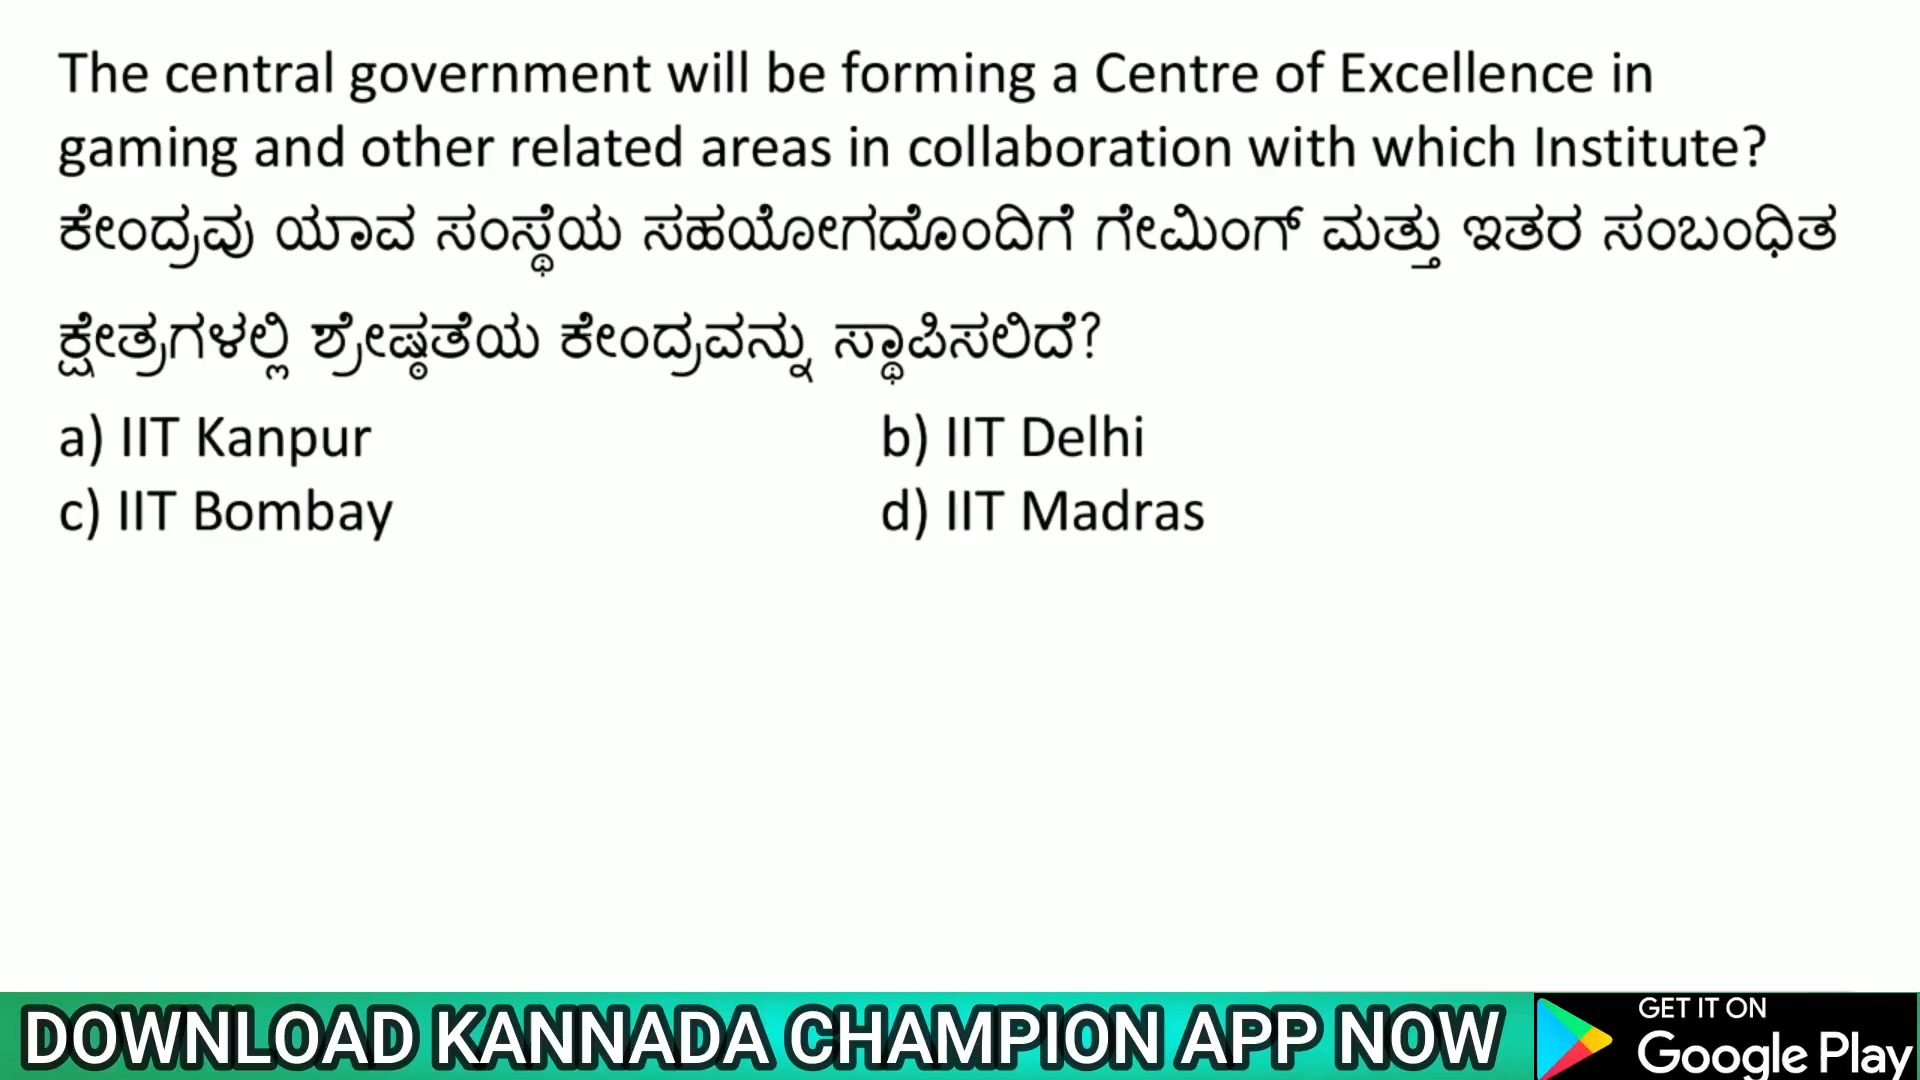 The central government will be forming a Centre of Excellence in
gaming and other related areas in collaboration with which Institute?
ಕೇಂದ್ರವು ಯಾವ ಸಂಸ್ಥೆಯ ಸಹಯೋಗದೊಂದಿಗೆ ಗೇಮಿಂಗ್ ಮತ್ತು ಇತರ ಸಂಬಂಧಿತ
ಕ್ಷೇತ್ರಗಳಲ್ಲಿ ಶ್ರೇಷ್ಠತೆಯ ಕೇಂದ್ರವನ್ನು ಸ್ಥಾಪಿಸಲಿದೆ?
a) IIT Kanpur b) IIT Delhi
c) IIT Bombay d) IIT Madras
DOWNLOAD KANNADA CHAMPION APP NOW
GET IT ON
Google Play